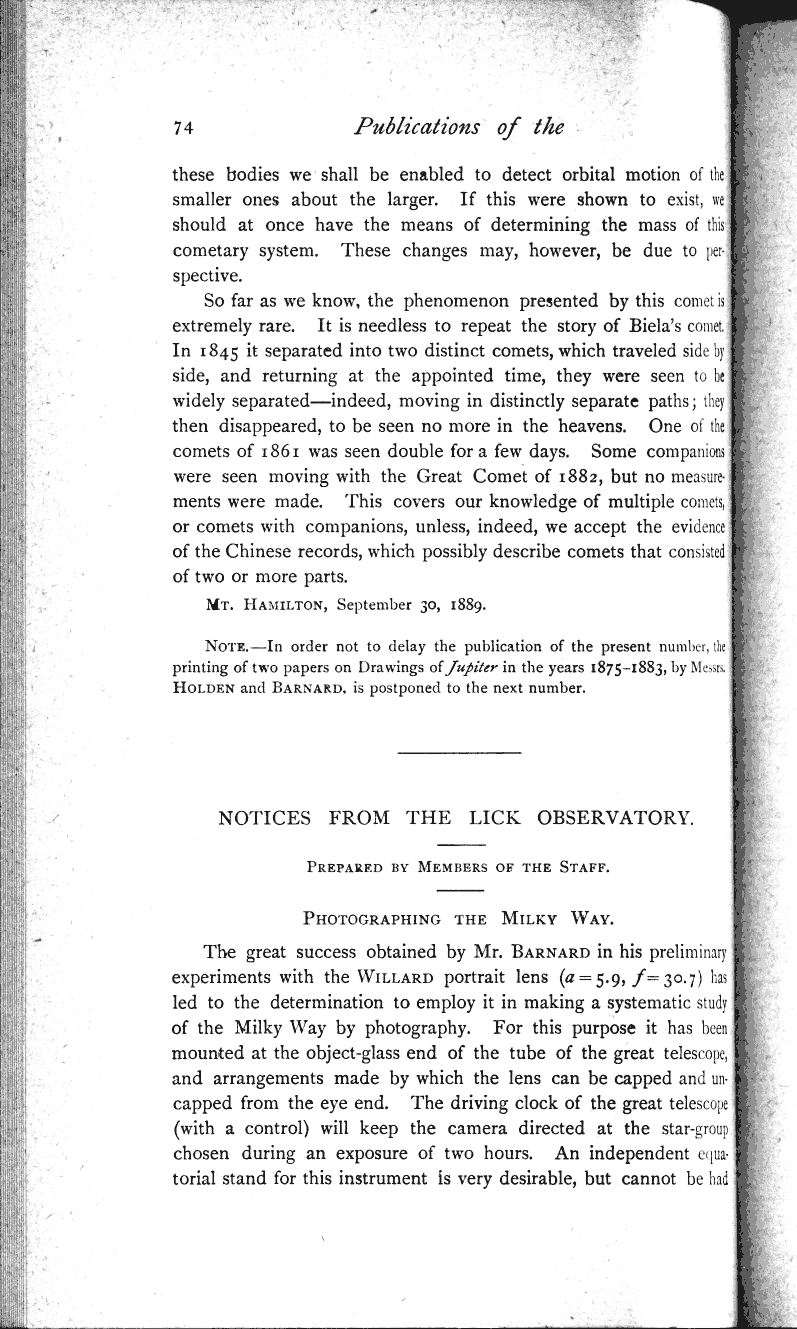 74 Publications of the
these bodies we shall be enabled to detect orbital motion of the
smaller ones about the larger. If this were shown to exist, we
should at once have the means of determining the mass of this
cometary system. These changes may, however, be due to per-
spective.
So far as we know, the phenomenon presented by this comet is
extremely rare. It is needless to repeat the story of Biela's comet.
In 1845 it separated into two distinct comets, which traveled side by
side, and returning at the appointed time, they were seen to be
widely separated—indeed, moving in distinctly separate paths; they
then disappeared, to be seen no more in the heavens. One of the
comets of 1861 was seen double for a few days. Some companions
were seen moving with the Great Comet of 1882, but no measure-
ments were made. This covers our knowledge of multiple comets,
or comets with companions, unless, indeed, we accept the evidence
of the Chinese records, which possibly describe comets that consisted
of two or more parts.
MT. HAMILTON, September 30, 1889.
NOTE.—In order not to delay the publication of the present number, the
printing of two papers on Drawings of Jupiter in the years 1875–1883, by Messrs.
HOLDEN and BARNARD, is postponed to the next number.
NOTICES FROM THE LICK OBSERVATORY.
PREPARED BY MEMBERS OF THE STAFF.
PHOTOGRAPHING THE MILKY WAY.
The great success obtained by Mr. BARNARD in his preliminary
experiments with the WILLARD portrait lens (a = 5.9, f = 30.7) has
led to the determination to employ it in making a systematic study
of the Milky Way by photography. For this purpose it has been
mounted at the object-glass end of the tube of the great telescope,
and arrangements made by which the lens can be capped and un-
capped from the eye end. The driving clock of the great telescope
(with a control) will keep the camera directed at the star-group
chosen during an exposure of two hours. An independent equa-
torial stand for this instrument is very desirable, but cannot be had